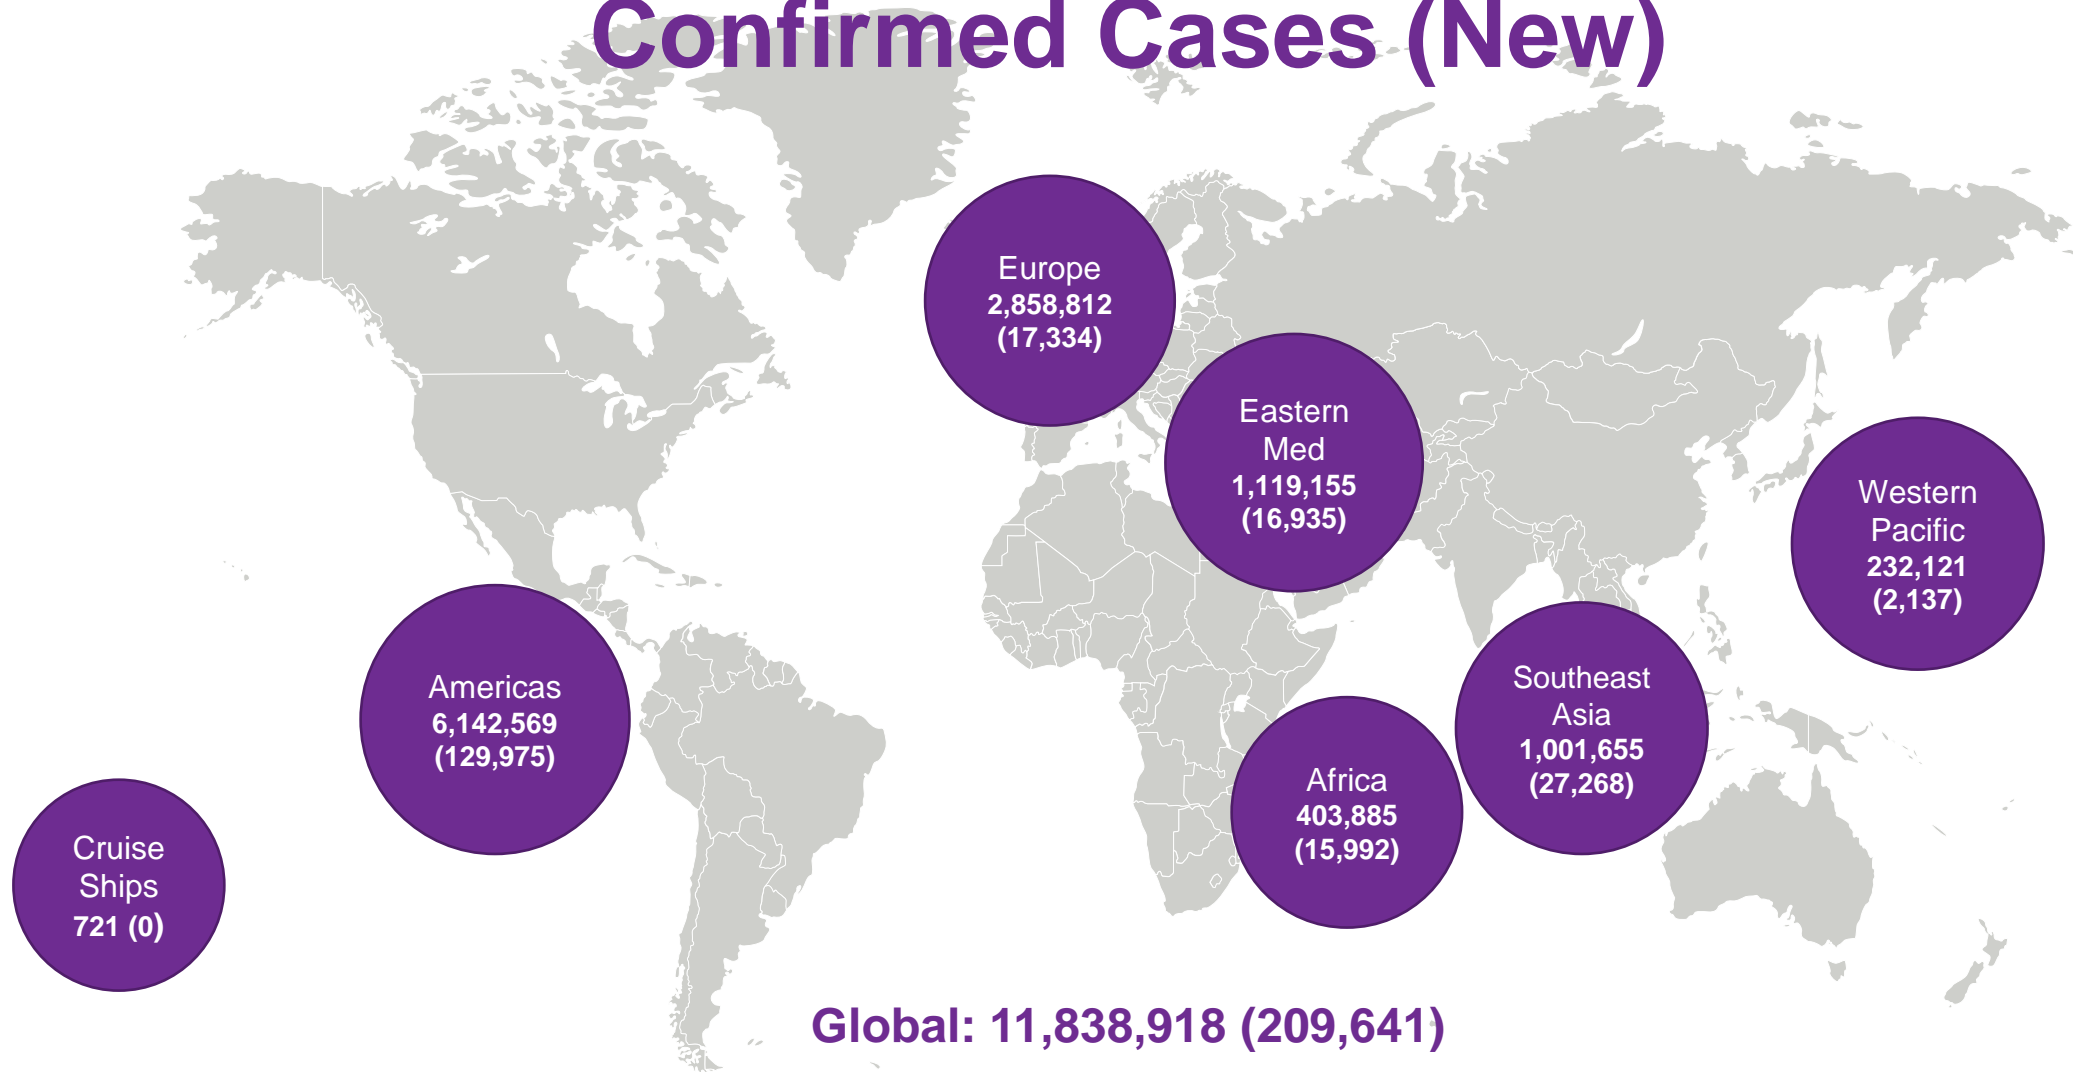 Confirmed Cases (New)
Europe
2,858,812
(17,334)
Eastern
Med
1,119,155
(16,935)
Western
Pacific
232,121
(2,137)
Americas
6,142,569
(129,975)
Southeast
Asia
1,001,655
(27,268)
Africa
403,885
(15,992)
Cruise
Ships
721 (0)
Global: 11,838,918 (209,641)